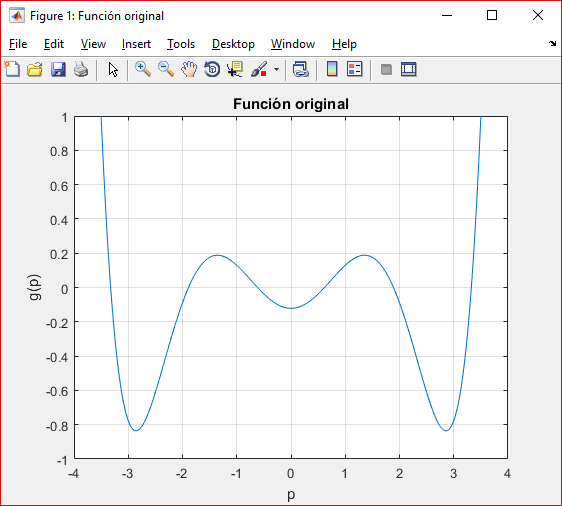 Figure 1: Función original
File Edit View Insert Tools Desktop Window Help
Función original
1
0.8
0.6
0.4
0.2
0
-0.2
-0.4
-0.6
-0.8
-1
g(p)
-4 -3 -2 -1 0 1 2 3 4
p